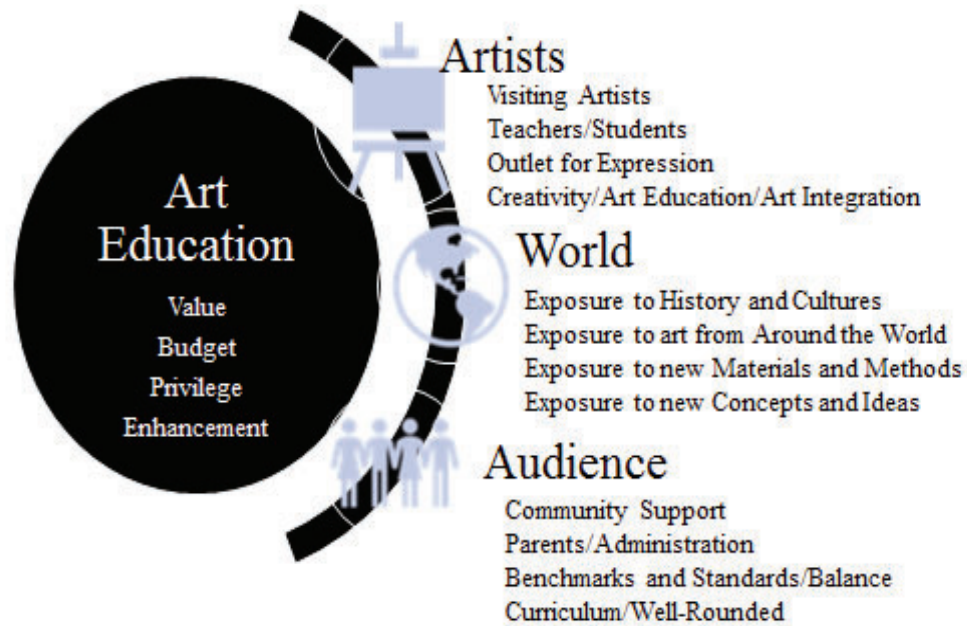 Art
Education
Value
Budget
Privilege
Enhancement
Artists
Visiting Artists
Teachers/Students
Outlet for Expression
Creativity/Art Education/Art Integration
World
Exposure to History and Cultures
Exposure to art from Around the World
Exposure to new Materials and Methods
Exposure to new Concepts and Ideas
Audience
Community Support
Parents/Administration
Benchmarks and Standards/Balance
Curriculum/Well-Rounded